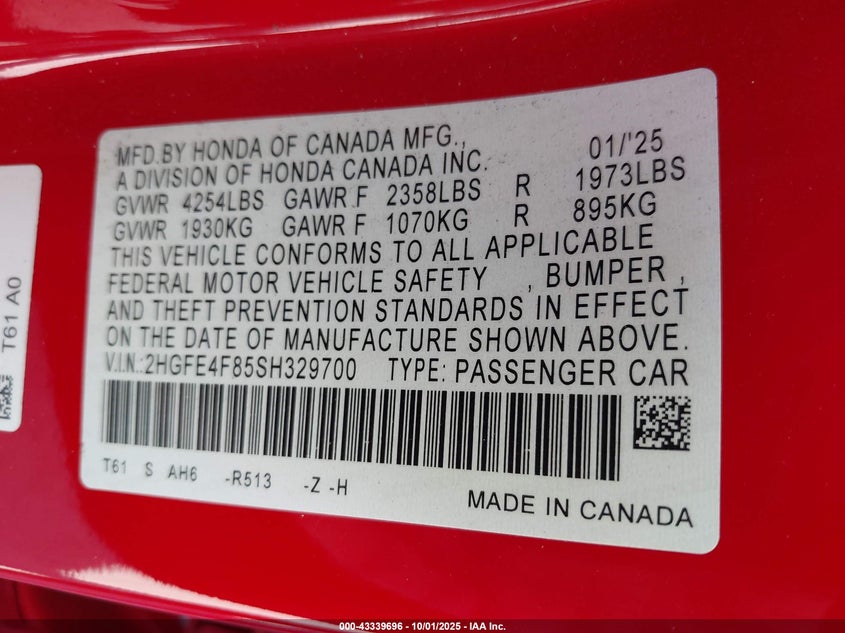 MFD.BY HONDA OF CANADA MFG., 01/'25
A DIVISION OF HONDA CANADA INC.
GVWR 4254LBS GAWR F 2358LBS R 1973LBS
GVWR 1930KG GAWR F 1070KG R 895KG
THIS VEHICLE CONFORMS TO ALL APPLICABLE
FEDERAL MOTOR VEHICLE SAFETY , BUMPER ,
AND THEFT PREVENTION STANDARDS IN EFFECT
ON THE DATE OF MANUFACTURE SHOWN ABOVE.
V.I.N.:2HGFE4F85SH329700 TYPE: PASSENGER CAR
T61 S AH6 -R513 -Z -H
MADE IN CANADA
T61 A0
000-43339696 - 10/01/2025 - IAA Inc.